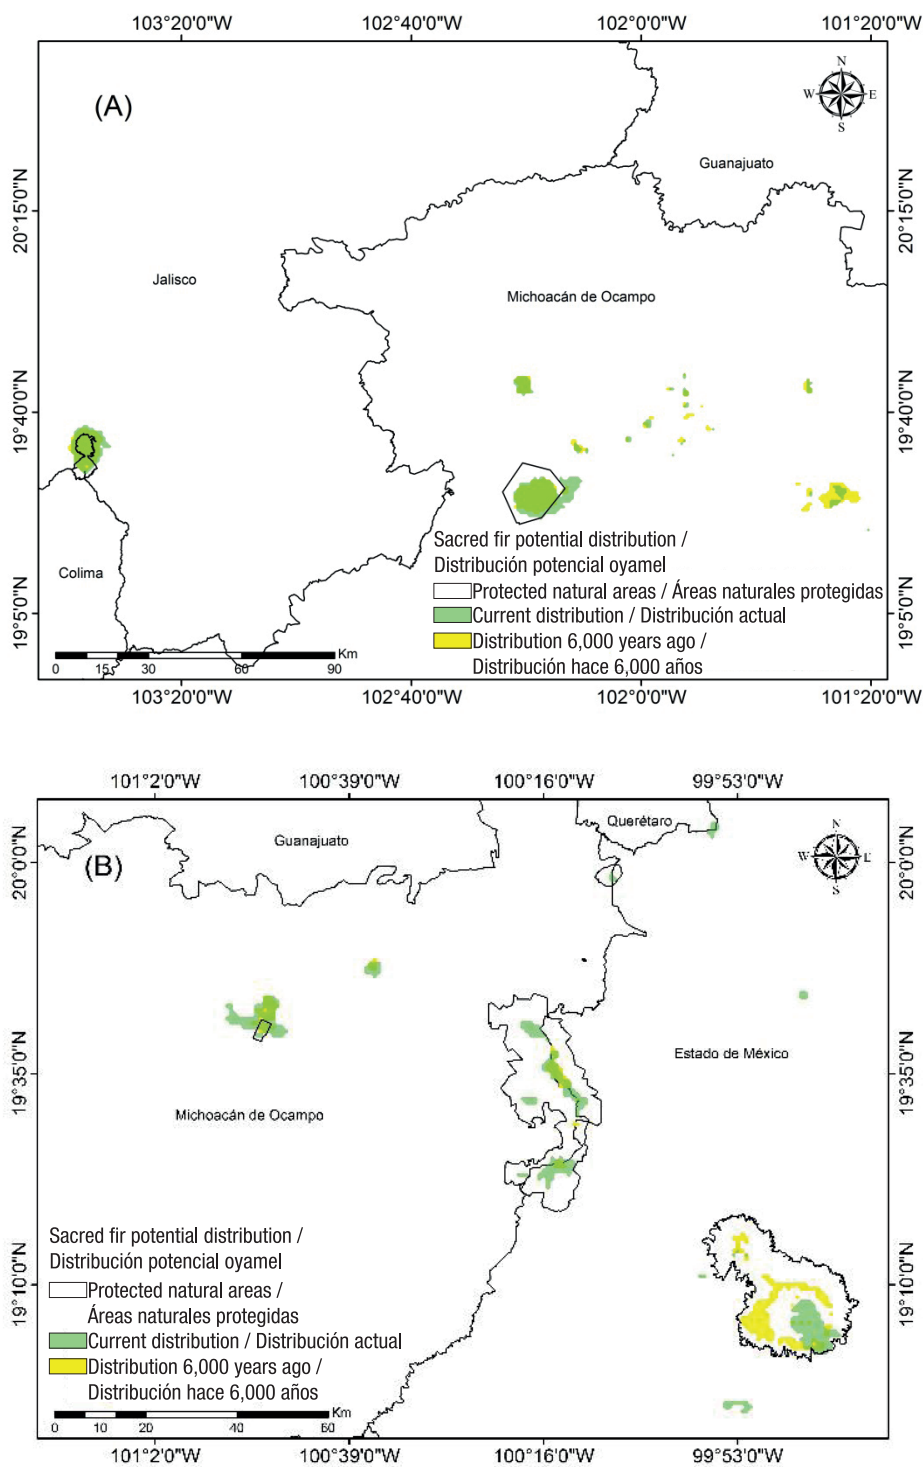 103°20'0"W 102°40'0"W 102°0'0"W 101°20'0"W
(A)
N
W E
S
Guanajuato
20°15'0"N 20°15'0"N
Jalisco
Michoacán de Ocampo
19°40'0"N 19°40'0"N
Sacred fir potential distribution /
Distribución potencial oyamel
Colima
Protected natural areas / Áreas naturales protegidas
19°5'0"N 19°5'0"N
Current distribution / Distribución actual
Distribution 6,000 years ago /
Distribución hace 6,000 años
Km
0 15 30 60 90
103°20'0"W 102°40'0"W 102°0'0"W 101°20'0"W
101°2'0"W 100°39'0"W 100°16'0"W 99°53'0"W
Querétaro
Guanajuato
N
W E
S
(B)
20°0'0"N 20°0'0"N
Estado de México
19°35'0"N 19°35'0"N
Michoacán de Ocampo
Sacred fir potential distribution /
Distribución potencial oyamel
19°10'0"N 19°10'0"N
Protected natural areas /
Áreas naturales protegidas
Current distribution / Distribución actual
Distribution 6,000 years ago /
Distribución hace 6,000 años
Km
0 10 20 40 60
101°2'0"W 100°39'0"W 100°16'0"W 99°53'0"W